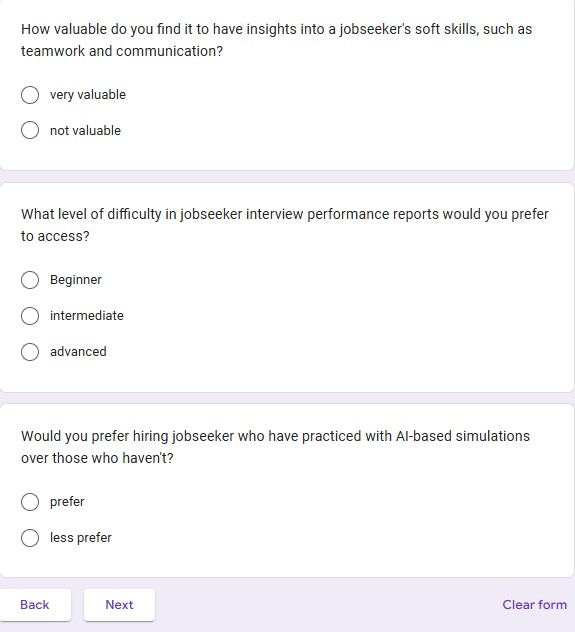 How valuable do you find it to have insights into a jobseeker's soft skills, such as
teamwork and communication?
very valuable
not valuable
What level of difficulty in jobseeker interview performance reports would you prefer
to access?
Beginner
intermediate
advanced
Would you prefer hiring jobseeker who have practiced with AI-based simulations
over those who haven't?
prefer
less prefer
Back
Next
Clear form